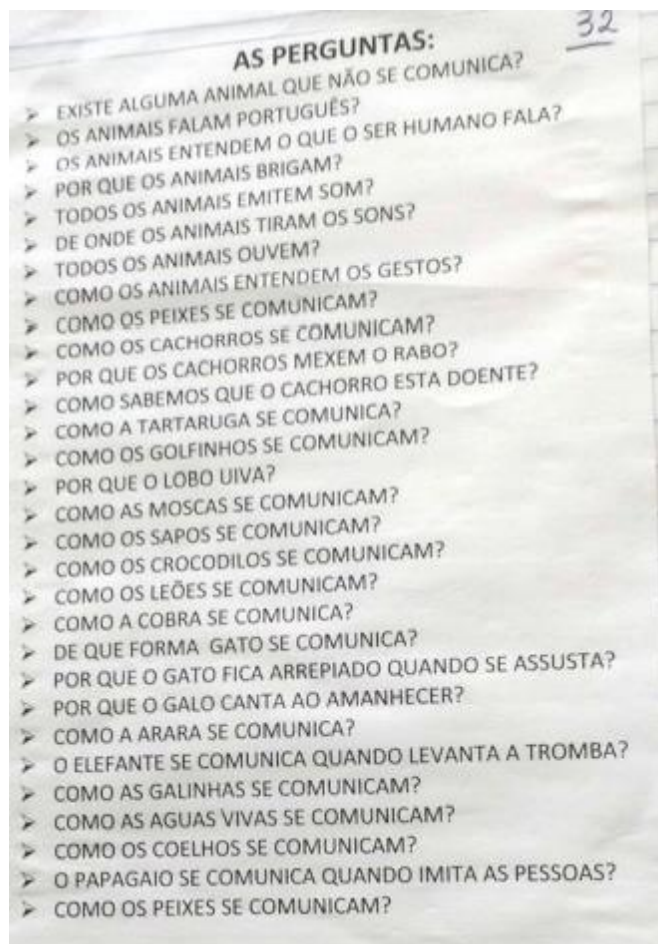 32
AS PERGUNTAS:
➢ EXISTE ALGUMA ANIMAL QUE NÃO SE COMUNICA?
➢ OS ANIMAIS FALAM PORTUGUÊS?
➢ OS ANIMAIS ENTENDEM O QUE O SER HUMANO FALA?
➢ POR QUE OS ANIMAIS BRIGAM?
➢ TODOS OS ANIMAIS EMITEM SOM?
➢ DE ONDE OS ANIMAIS TIRAM OS SONS?
➢ TODOS OS ANIMAIS OUVEM?
➢ COMO OS ANIMAIS ENTENDEM OS GESTOS?
➢ COMO OS PEIXES SE COMUNICAM?
➢ COMO OS CACHORROS SE COMUNICAM?
➢ POR QUE OS CACHORROS MEXEM O RABO?
➢ COMO SABEMOS QUE O CACHORRO ESTA DOENTE?
➢ COMO A TARTARUGA SE COMUNICA?
➢ COMO OS GOLFINHOS SE COMUNICAM?
➢ POR QUE O LOBO UIVA?
➢ COMO AS MOSCAS SE COMUNICAM?
➢ COMO OS SAPOS SE COMUNICAM?
➢ COMO OS CROCODILOS SE COMUNICAM?
➢ COMO OS LEÕES SE COMUNICAM?
➢ COMO A COBRA SE COMUNICA?
➢ DE QUE FORMA GATO SE COMUNICA?
➢ POR QUE O GATO FICA ARREPIADO QUANDO SE ASSUSTA?
➢ POR QUE O GALO CANTA AO AMANHECER?
➢ COMO A ARARA SE COMUNICA?
➢ O ELEFANTE SE COMUNICA QUANDO LEVANTA A TROMBA?
➢ COMO AS GALINHAS SE COMUNICAM?
➢ COMO AS AGUAS VIVAS SE COMUNICAM?
➢ COMO OS COELHOS SE COMUNICAM?
➢ O PAPAGAIO SE COMUNICA QUANDO IMITA AS PESSOAS?
➢ COMO OS PEIXES SE COMUNICAM?